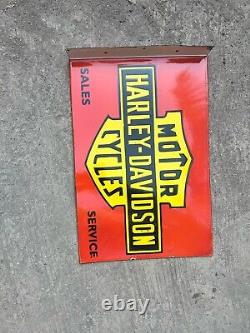 MOTOR
HARLEY-DAVIDSON
CYCLES
SALES
SERVICE